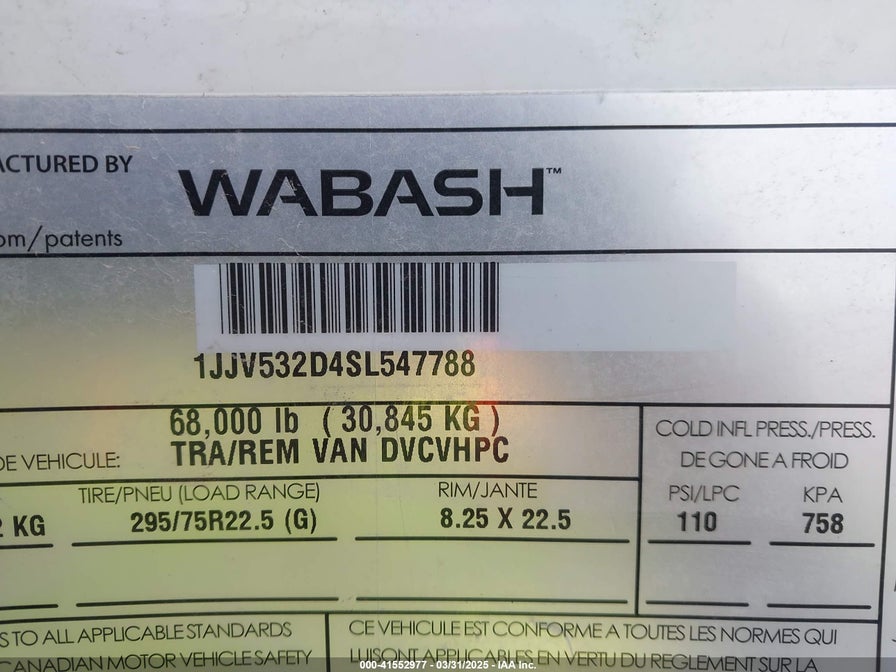 ACTURED BY
WABASH™
om/patents
1JJV532D4SL547788
68,000 lb ( 30,845 KG )
DE VEHICULE: TRA/REM VAN DVCVHPC
COLD INFL PRESS./PRESS.
DE GONE A FROID
TIRE/PNEU (LOAD RANGE) RIM/JANTE PSI/LPC KPA
2 KG 295/75R22.5 (G) 8.25 X 22.5 110 758
S TO ALL APPLICABLE STANDARDS
CANADIAN MOTOR VEHICLE SAFETY
CE VEHICULE EST CONFORME A TOUTES LES NORMES QUI
LUI SONT APPLICABLES EN VERTU DU REGLEMENT SUR LA
000-41552977 - 03/31/2025 - IAA Inc.